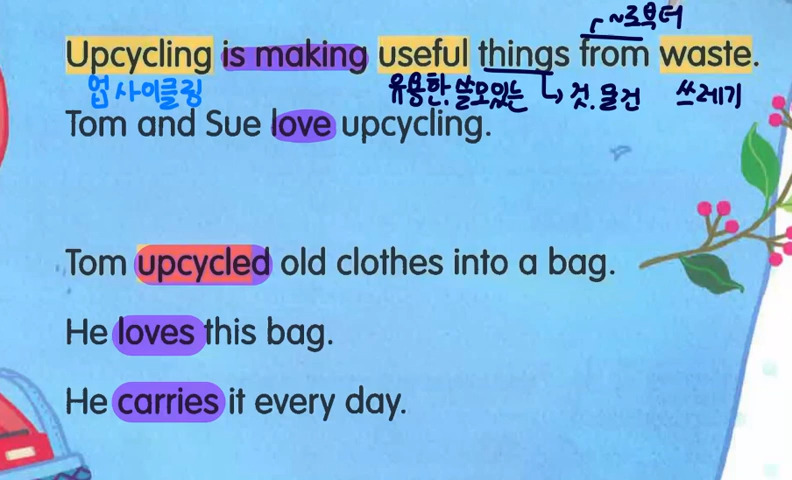 ~로부터
Upcycling is making useful things from waste.
업사이클링 유용한. 쓸모있는 ↳ 것. 물건 쓰레기
Tom and Sue love upcycling.
Tom upcycled old clothes into a bag.
He loves this bag.
He carries it every day.